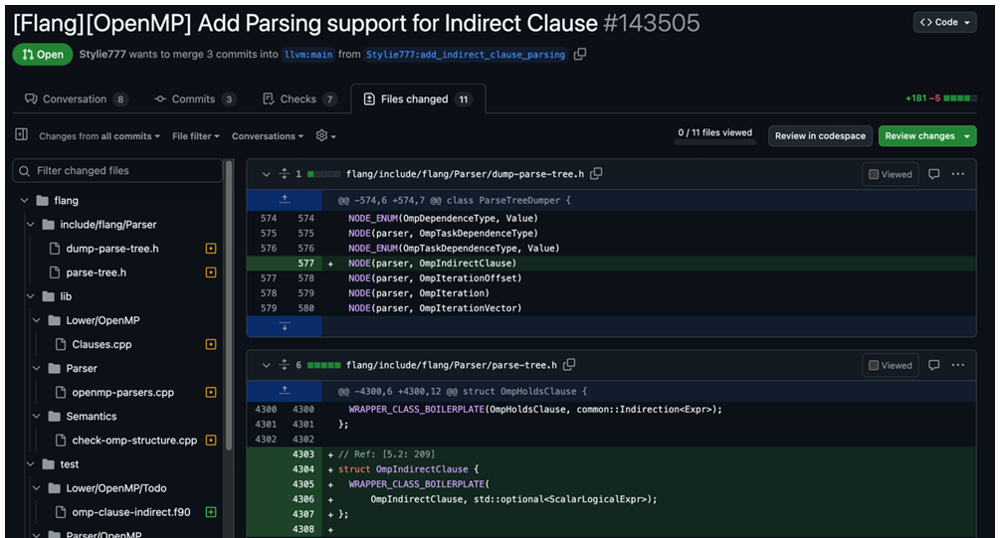 [Flang][OpenMP] Add Parsing support for Indirect Clause #143505
<> Code
Open Stylie777 wants to merge 3 commits into llvm:main from Stylie777:add_indirect_clause_parsing
Conversation 8 Commits 3 Checks 7 Files changed 11 +181 −5
Changes from all commits File filter Conversations 0 / 11 files viewed Review in codespace Review changes
Filter changed files
flang
include/flang/Parser
dump-parse-tree.h
parse-tree.h
lib
Lower/OpenMP
Clauses.cpp
Parser
openmp-parsers.cpp
Semantics
check-omp-structure.cpp
test
Lower/OpenMP/Todo
omp-clause-indirect.f90
Parser/OpenMP
1 flang/include/flang/Parser/dump-parse-tree.h Viewed
@@ -574,6 +574,7 @@ class ParseTreeDumper {
574 574 NODE_ENUM(OmpDependenceType, Value)
575 575 NODE(parser, OmpTaskDependenceType)
576 576 NODE_ENUM(OmpTaskDependenceType, Value)
577 + NODE(parser, OmpIndirectClause)
577 578 NODE(parser, OmpIterationOffset)
578 579 NODE(parser, OmpIteration)
579 580 NODE(parser, OmpIterationVector)
6 flang/include/flang/Parser/parse-tree.h Viewed
@@ -4300,6 +4300,12 @@ struct OmpHoldsClause {
4300 4300 WRAPPER_CLASS_BOILERPLATE(OmpHoldsClause, common::Indirection<Expr>);
4301 4301 };
4302 4302
4303 + // Ref: [5.2: 209]
4304 + struct OmpIndirectClause {
4305 + WRAPPER_CLASS_BOILERPLATE(
4306 + OmpIndirectClause, std::optional<ScalarLogicalExpr>);
4307 + };
4308 +